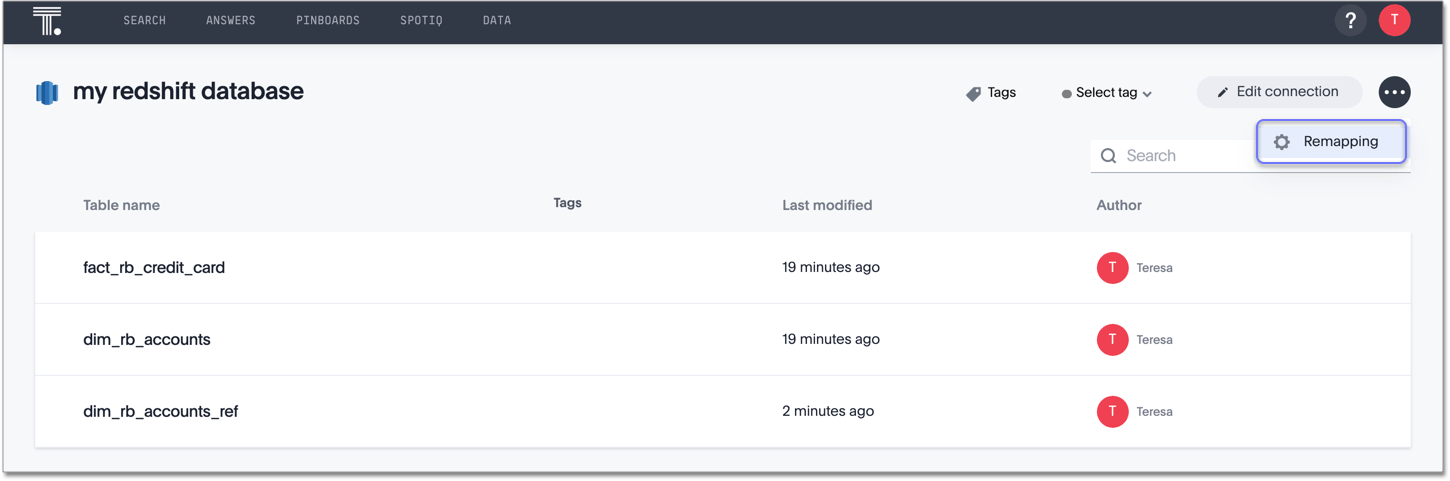 T. SEARCH ANSWERS PINBOARDS SPOTIQ DATA ? T
my redshift database Tags Select tag Edit connection
Remapping
Search
Table name Tags Last modified Author
fact_rb_credit_card 19 minutes ago T Teresa
dim_rb_accounts 19 minutes ago T Teresa
dim_rb_accounts_ref 2 minutes ago T Teresa